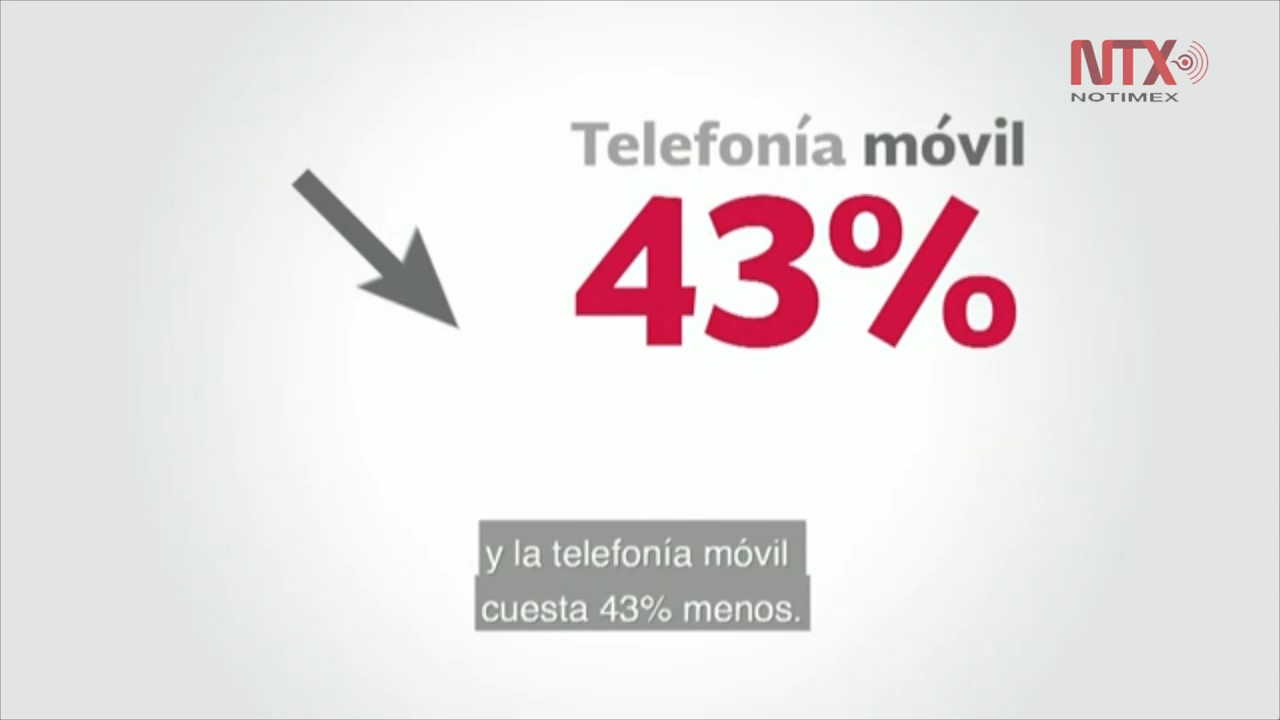 NTX
NOTIMEX
Telefonía móvil
43%
y la telefonía móvil
cuesta 43% menos.